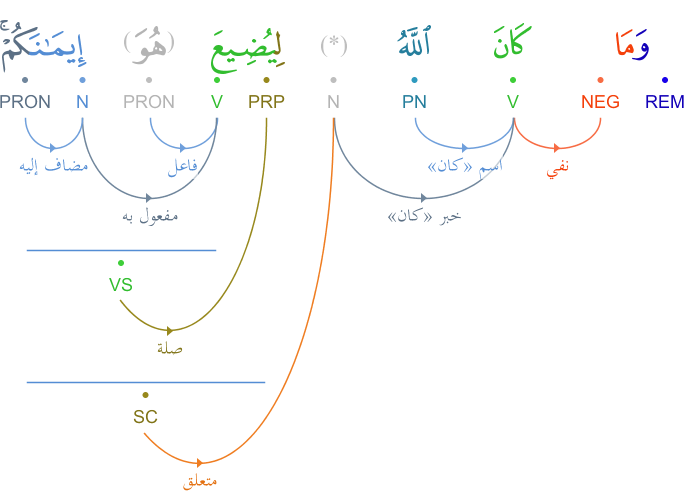 وَمَا كَانَ ٱللَّهُ (*) لِيُضِيعَ (هُوَ) إِيمَـٰنَكُمْ ۚ
REM NEG V PN N PRP V PRON N PRON
نفي اسم «كان» فاعل مضاف إليه
خبر «كان» مفعول به
VS
صلة
SC
متعلق